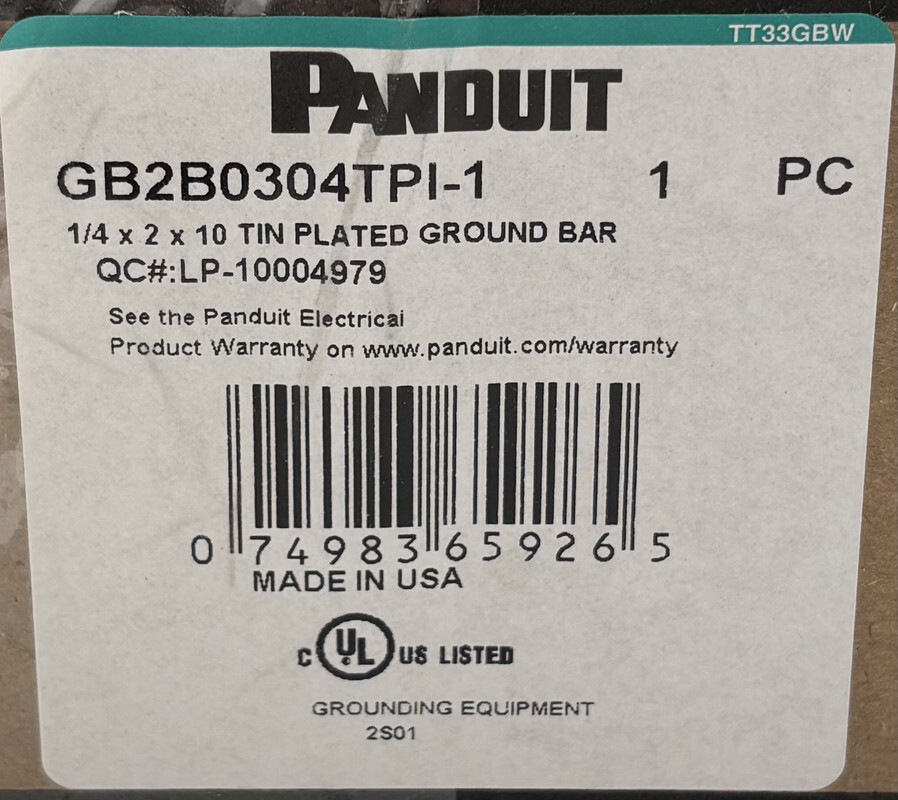 TT33GBW
PANDUIT
GB2B0304TPI-1 1 PC
1/4 x 2 x 10 TIN PLATED GROUND BAR
QC#:LP-10004979
See the Panduit Electrical
Product Warranty on www.panduit.com/warranty
0 74983 65926 5
MADE IN USA
C UL US LISTED
GROUNDING EQUIPMENT
2S01